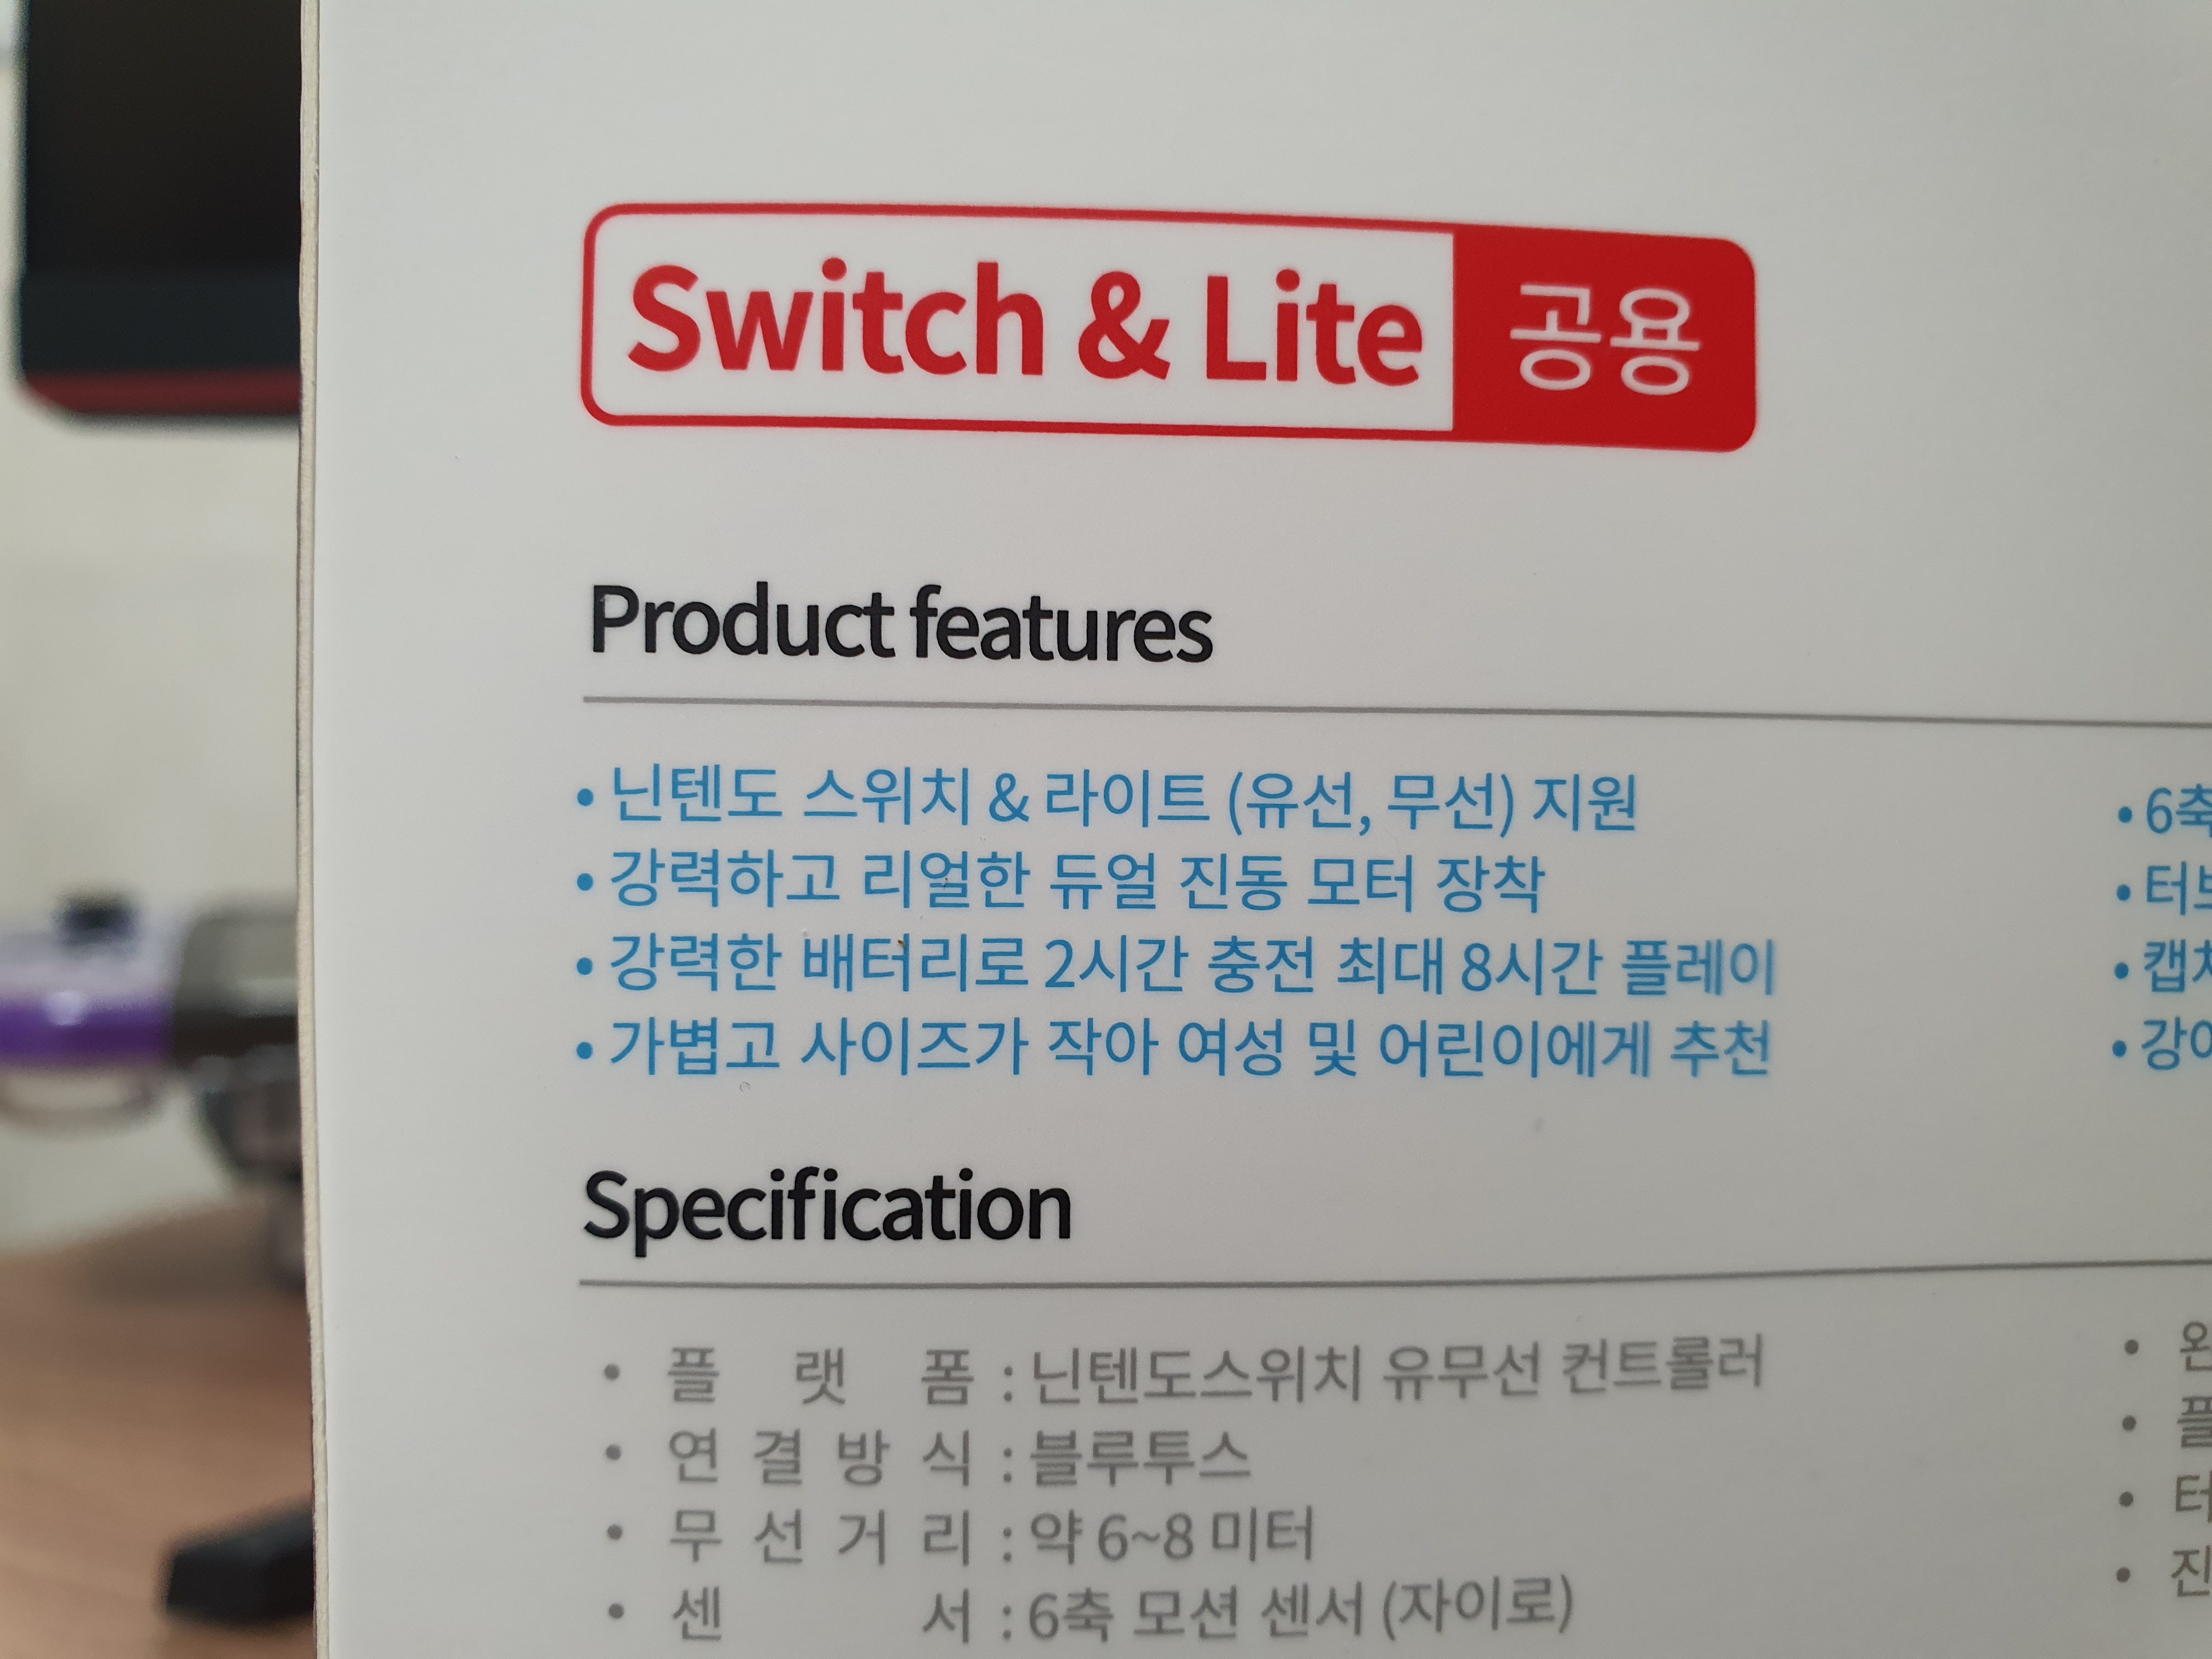 Switch & Lite 공용
Product features
• 닌텐도 스위치 & 라이트 (유선, 무선) 지원
• 강력하고 리얼한 듀얼 진동 모터 장착
• 강력한 배터리로 2시간 충전 최대 8시간 플레이
• 가볍고 사이즈가 작아 여성 및 어린이에게 추천
• 6축
Specification
• 플 랫 폼 : 닌텐도스위치 유무선 컨트롤러
• 연 결 방 식 : 블루투스
• 무 선 거 리 : 약 6~8 미터
• 센 서 : 6축 모션 센서 (자이로)